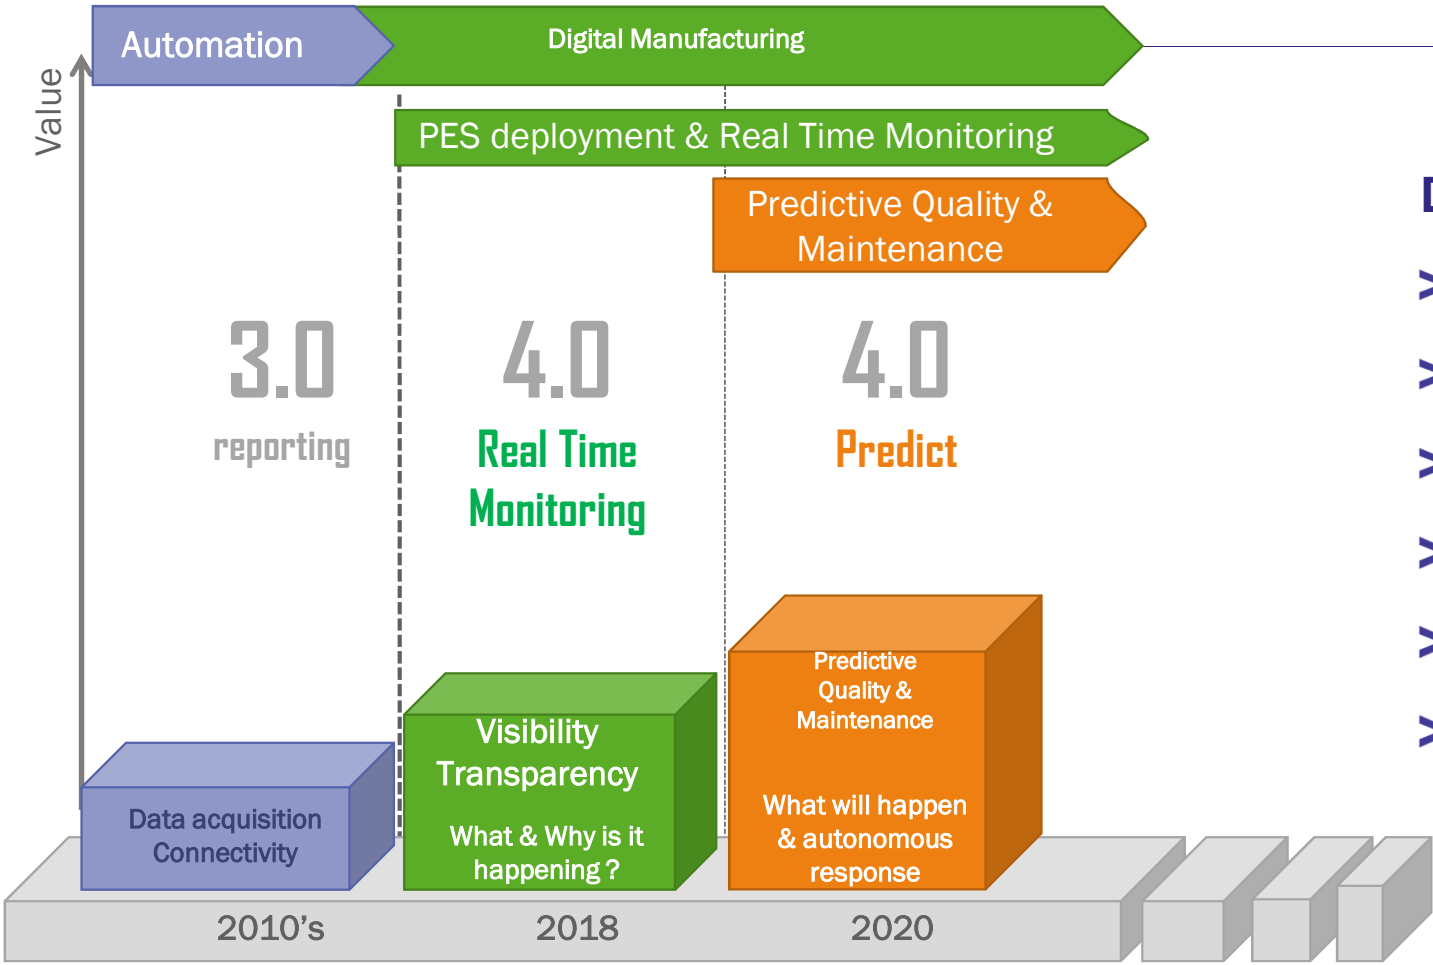 Automation
Digital Manufacturing
Value
PES deployment & Real Time Monitoring
Predictive Quality &
Maintenance
3.0
reporting
4.0
Real Time
Monitoring
4.0
Predict
>
>
>
>
>
>
Data acquisition
Connectivity
Visibility
Transparency
What & Why is it
happening ?
Predictive
Quality &
Maintenance
What will happen
& autonomous
response
2010's
2018
2020